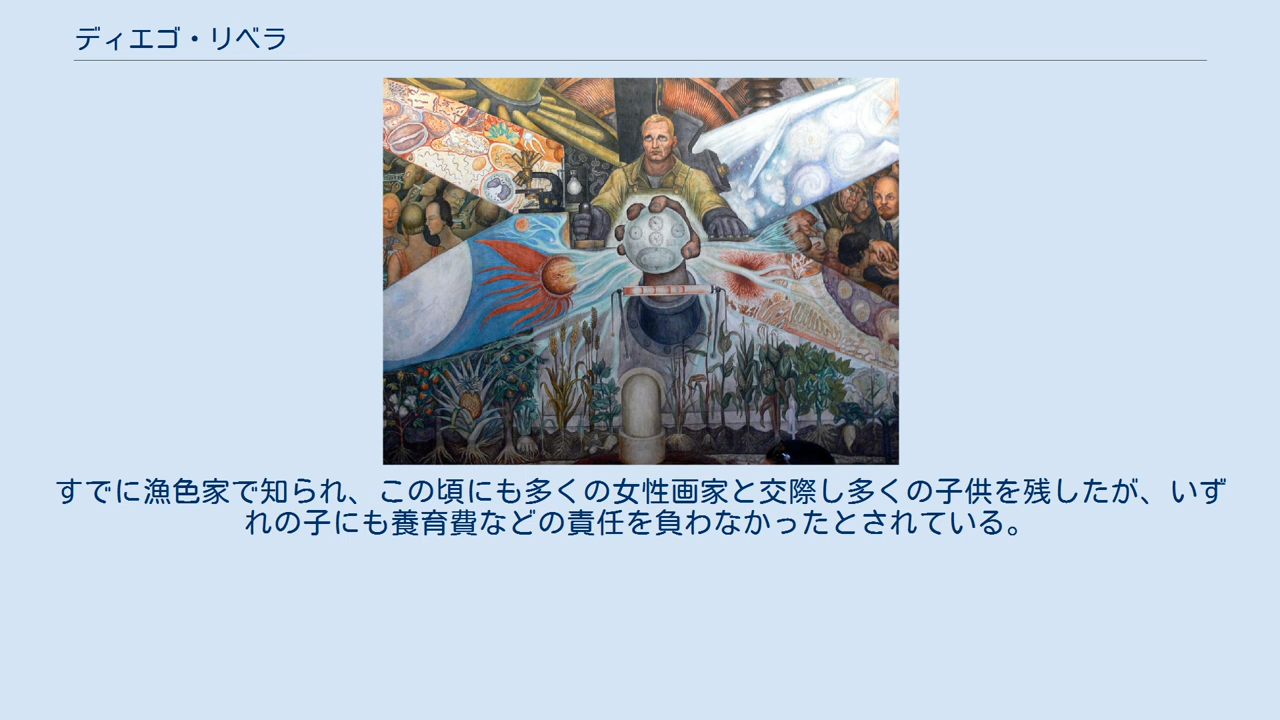 ディエゴ・リベラ
すでに漁色家で知られ、この頃にも多くの女性画家と交際し多くの子供を残したが、いず
れの子にも養育費などの責任を負わなかったとされている。